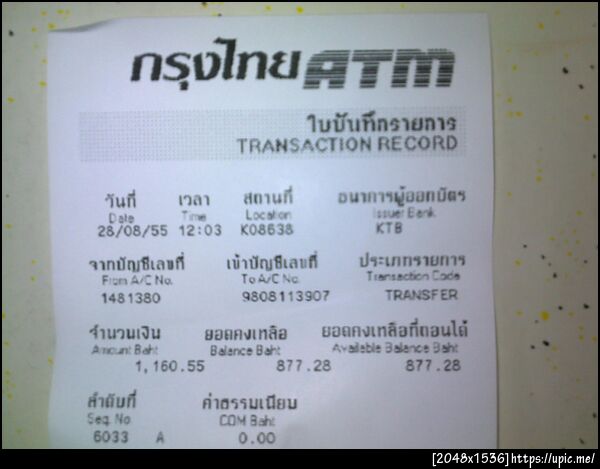 กรุงไทย ATM
ใบบันทึกรายการ
TRANSACTION RECORD
วันที่ เวลา สถานที่ ธนาคารผู้ออกบัตร
Date Time Location Issuer Bank
28/08/55 12:03 K08638 KTB
จากบัญชีเลขที่ เข้าบัญชีเลขที่ ประเภทรายการ
From A/C No. To A/C No. Transaction Code
1481380 9808113907 TRANSFER
จำนวนเงิน ยอดคงเหลือ ยอดคงเหลือที่ถอนได้
Amount Baht Balance Baht Available Balance Baht
1,160.55 877.28 877.28
ลำดับที่ ค่าธรรมเนียม
Seq. No. COM Baht
6033 A 0.00
[2048x1536]https://upic.me/